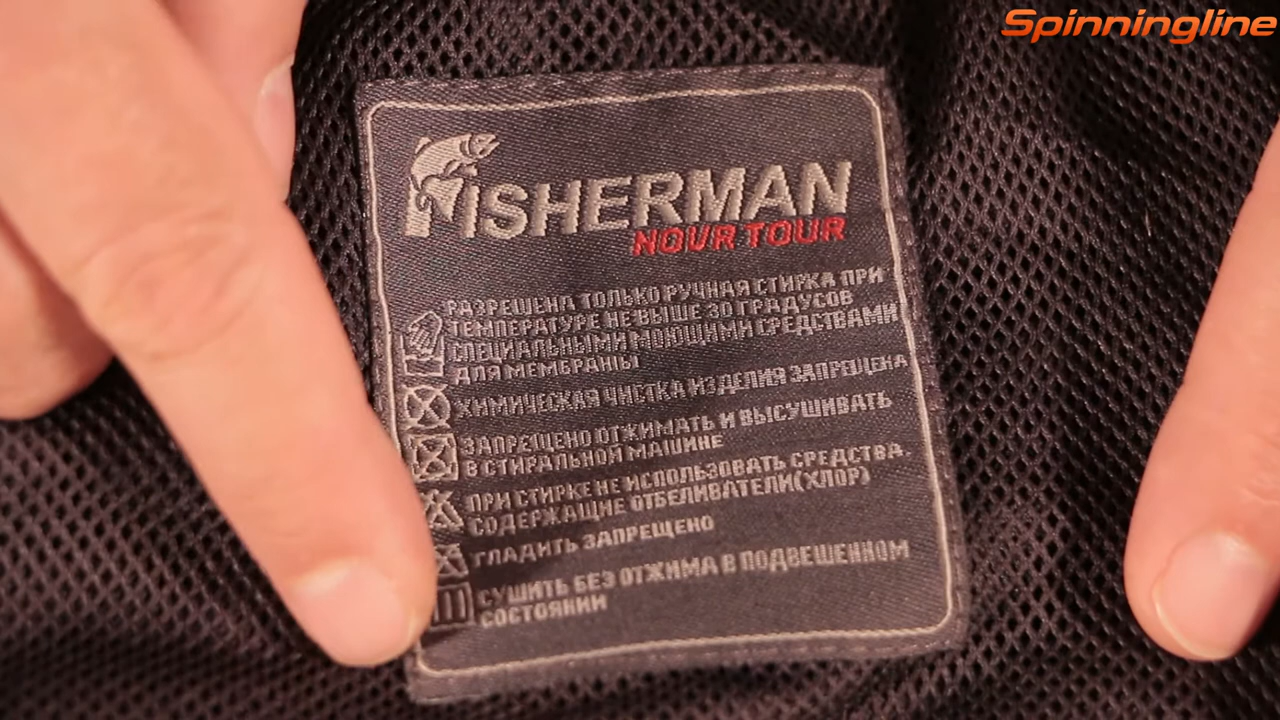 Spinningline
FISHERMAN
NOVA TOUR
РАЗРЕШЕНА ТОЛЬКО РУЧНАЯ СТИРКА ПРИ
ТЕМПЕРАТУРЕ НЕ ВЫШЕ 30 ГРАДУСОВ
СПЕЦИАЛЬНЫМИ МОЮЩИМИ СРЕДСТВАМИ
ДЛЯ МЕМБРАНЫ
ХИМИЧЕСКАЯ ЧИСТКА ИЗДЕЛИЯ ЗАПРЕЩЕНА
ЗАПРЕЩЕНО ОТЖИМАТЬ И ВЫСУШИВАТЬ
В СТИРАЛЬНОЙ МАШИНЕ
ПРИ СТИРКЕ НЕ ИСПОЛЬЗОВАТЬ СРЕДСТВА,
СОДЕРЖАЩИЕ ОТБЕЛИВАТЕЛИ(ХЛОР)
ГЛАДИТЬ ЗАПРЕЩЕНО
СУШИТЬ БЕЗ ОТЖИМА В ПОДВЕШЕННОМ
СОСТОЯНИИ